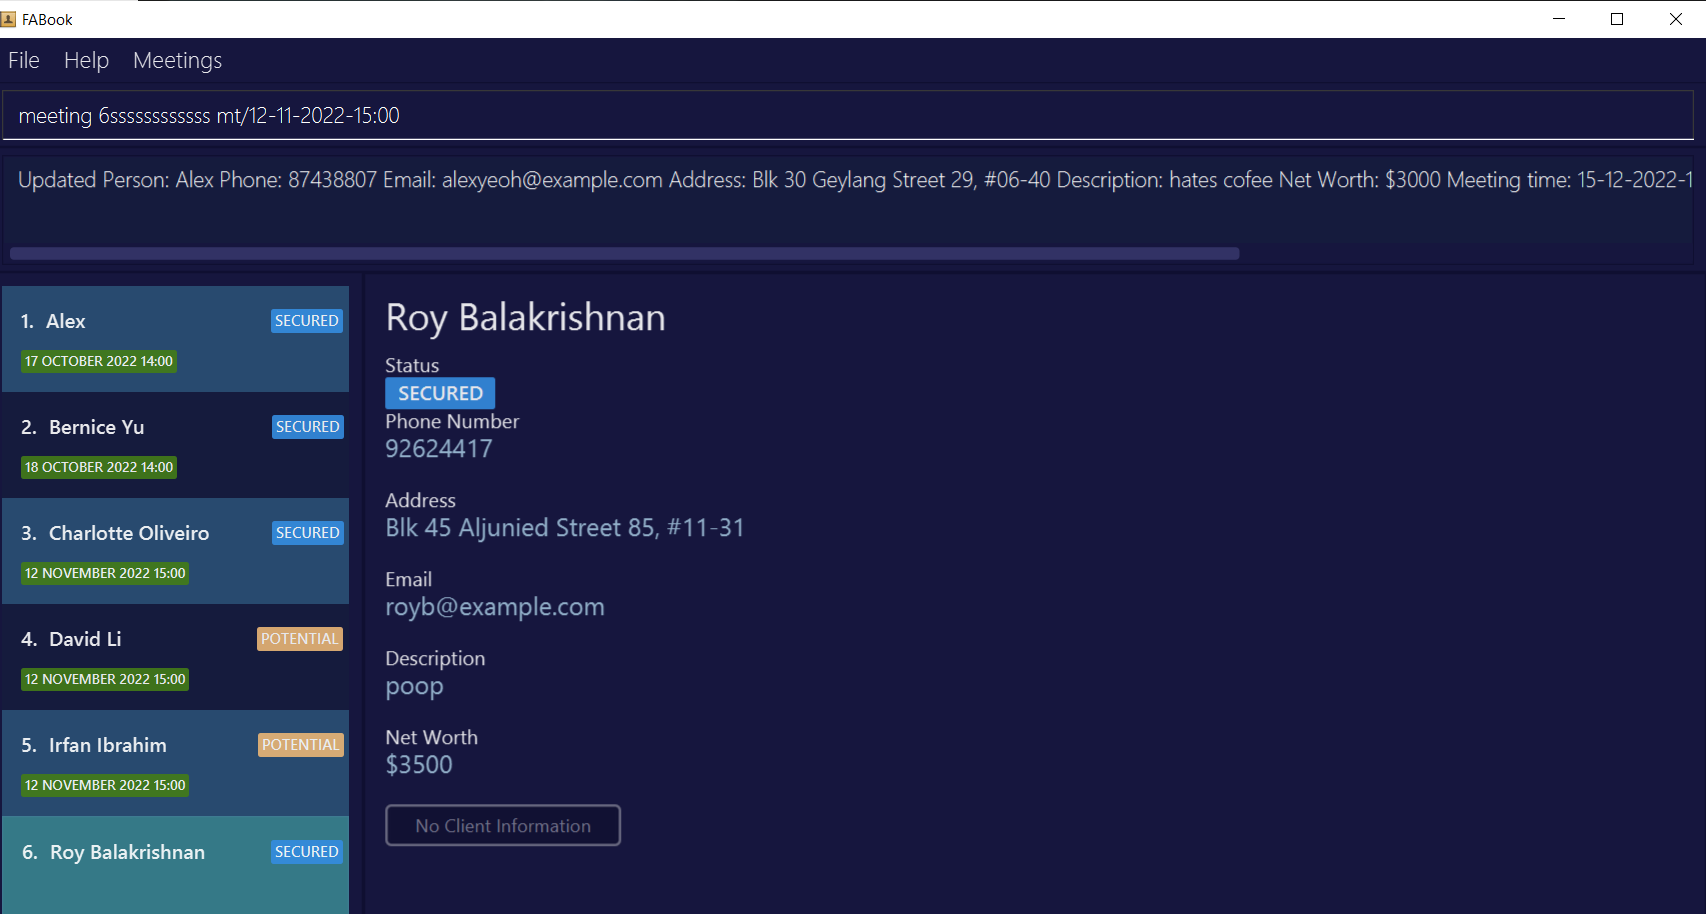 FABook
File Help Meetings
meeting 6ssssssssssss mt/12-11-2022-15:00
Updated Person: Alex Phone: 87438807 Email: alexyeoh@example.com Address: Blk 30 Geylang Street 29, #06-40 Description: hates cofee Net Worth: $3000 Meeting time: 15-12-2022-1
1. Alex SECURED
17 OCTOBER 2022 14:00
2. Bernice Yu SECURED
18 OCTOBER 2022 14:00
3. Charlotte Oliveiro SECURED
12 NOVEMBER 2022 15:00
4. David Li POTENTIAL
12 NOVEMBER 2022 15:00
5. Irfan Ibrahim POTENTIAL
12 NOVEMBER 2022 15:00
6. Roy Balakrishnan SECURED
Roy Balakrishnan
Status
SECURED
Phone Number
92624417
Address
Blk 45 Aljunied Street 85, #11-31
Email
royb@example.com
Description
poop
Net Worth
$3500
No Client Information